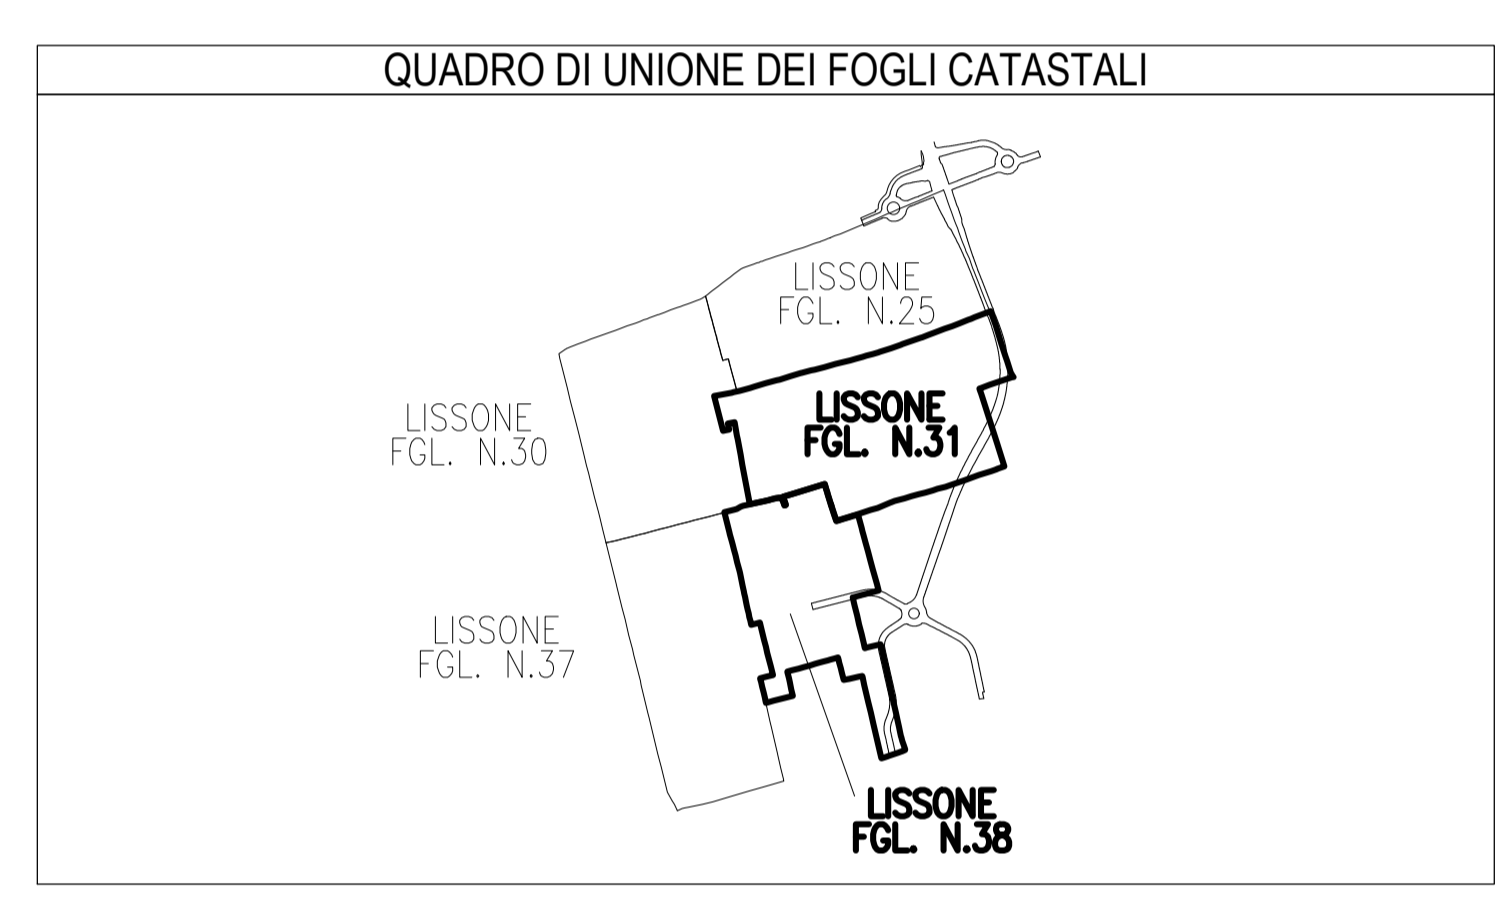 QUADRO DI UNIONE DEI FOGLI CATASTALI
LISSONE
FGL. N.25
LISSONE
FGL. N.31
LISSONE
FGL. N.30
LISSONE
FGL. N.37
LISSONE
FGL. N.38